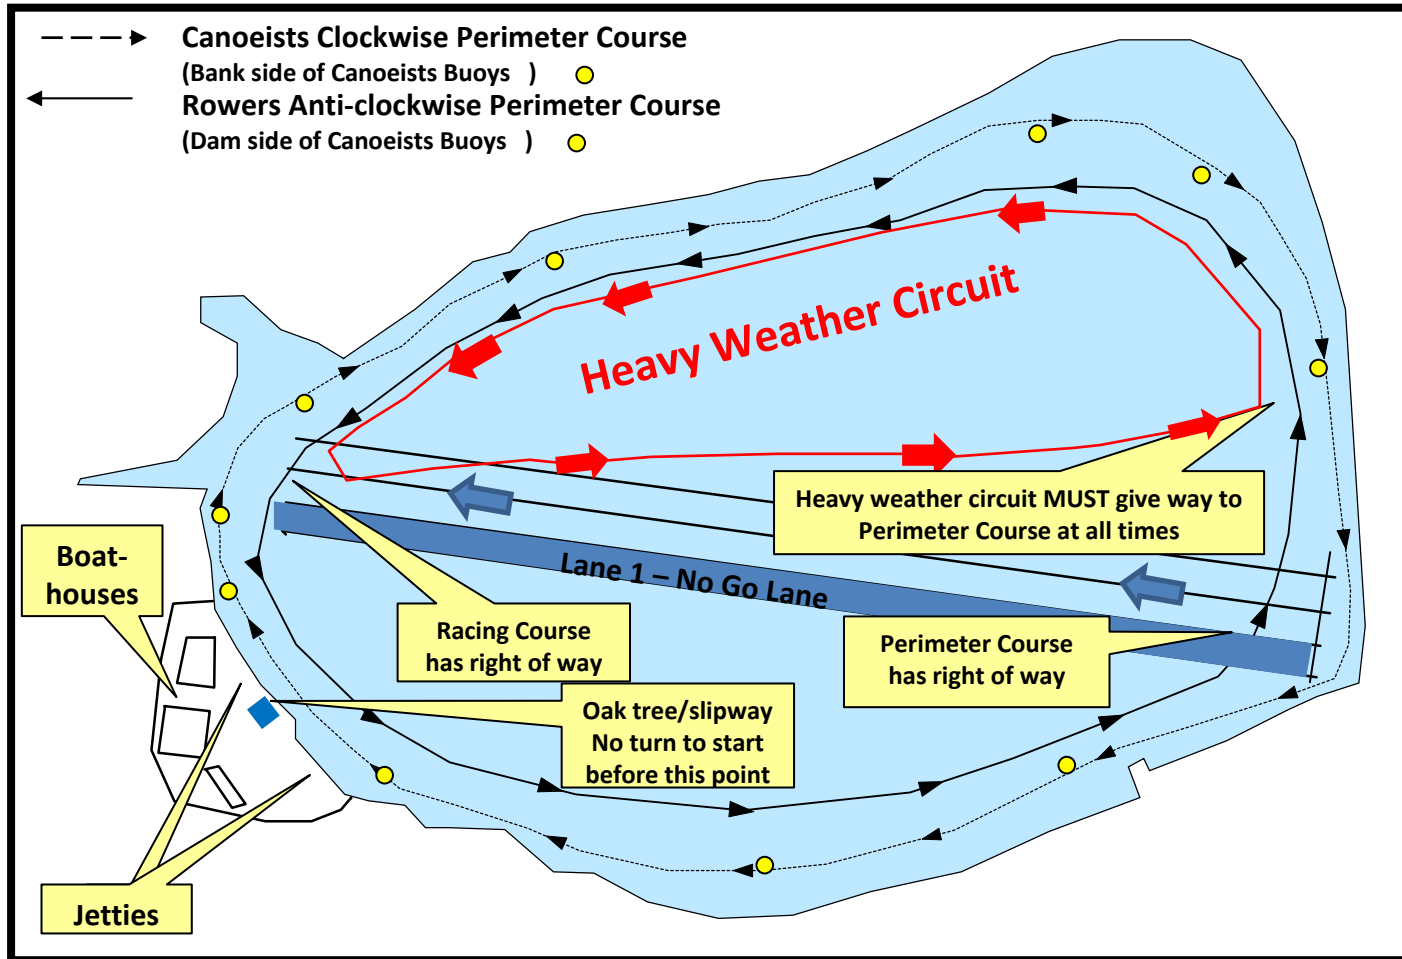 Canoeists Clockwise Perimeter Course
(Bank side of Canoeists Buoys )
Rowers Anti-clockwise Perimeter Course
(Dam side of Canoeists Buoys )
Heavy Weather Circuit
Heavy weather circuit MUST give way to
Perimeter Course at all times
Boat-
houses
Lane 1 – No Go Lane
Racing Course
has right of way
Perimeter Course
has right of way
Oak tree/slipway
No turn to start
before this point
Jetties